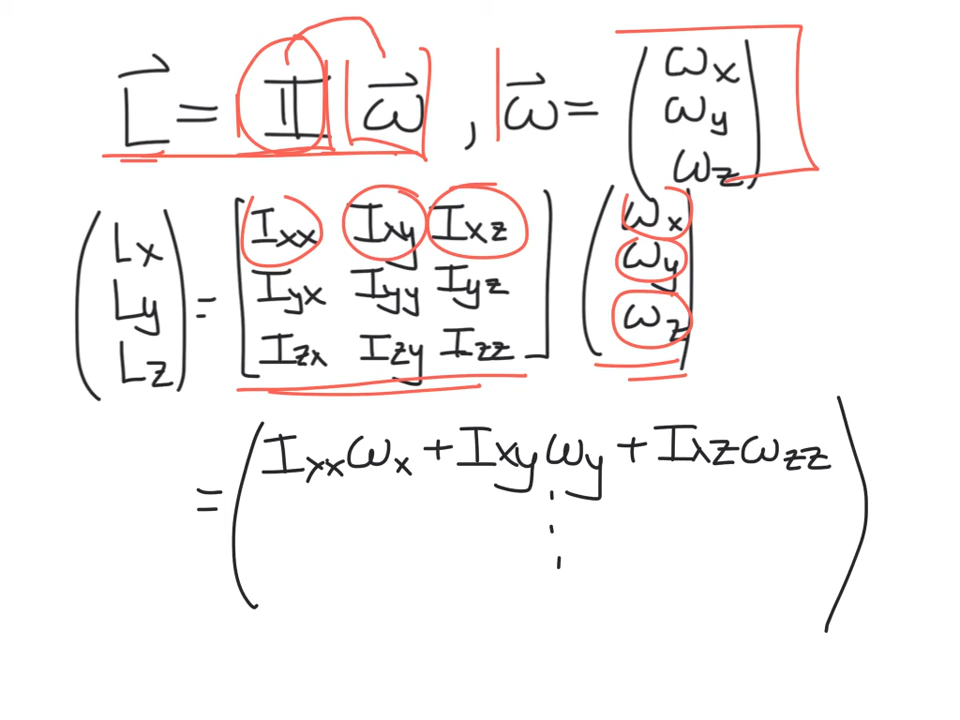 L⃗ = 𝕀 ω⃗ , ω⃗ = (ωx ωy ωz)
(Lx Ly Lz) = [Ixx Ixy Ixz
Iyx Iyy Iyz
Izx Izy Izz] (ωx ωy ωz)
= (Ixxωx + Ixyωy + Ixzωzz
⋮)